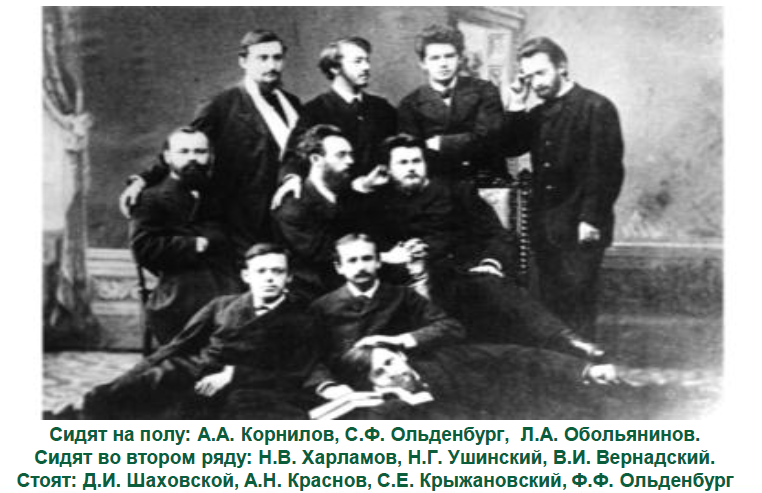 Сидят на полу: А.А. Корнилов, С.Ф. Ольденбург, Л.А. Обольянинов.
Сидят во втором ряду: Н.В. Харламов, Н.Г. Ушинский, В.И. Вернадский.
Стоят: Д.И. Шаховской, А.Н. Краснов, С.Е. Крыжановский, Ф.Ф. Ольденбург